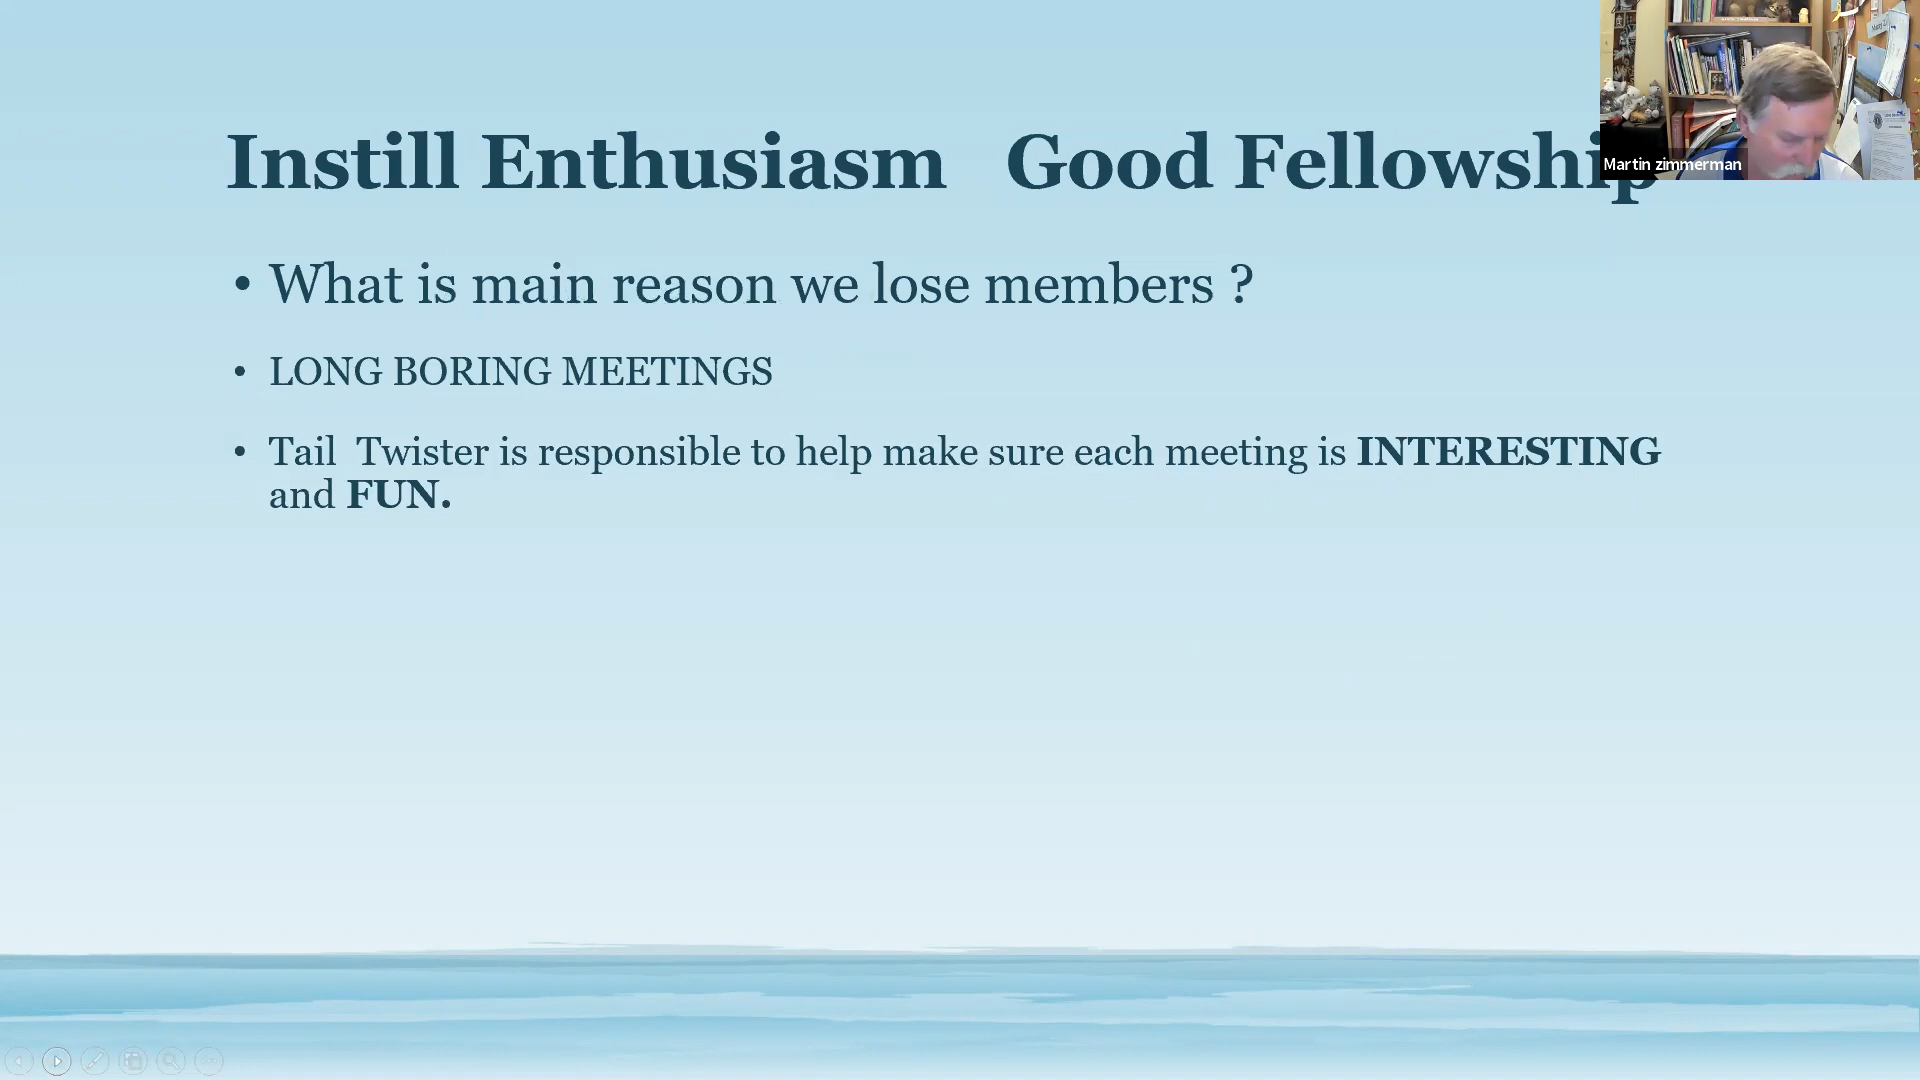 Instill Enthusiasm   Good Fellowship
Martin zimmerman
• What is main reason we lose members ?
• LONG BORING MEETINGS
• Tail  Twister is responsible to help make sure each meeting is INTERESTING
and FUN.